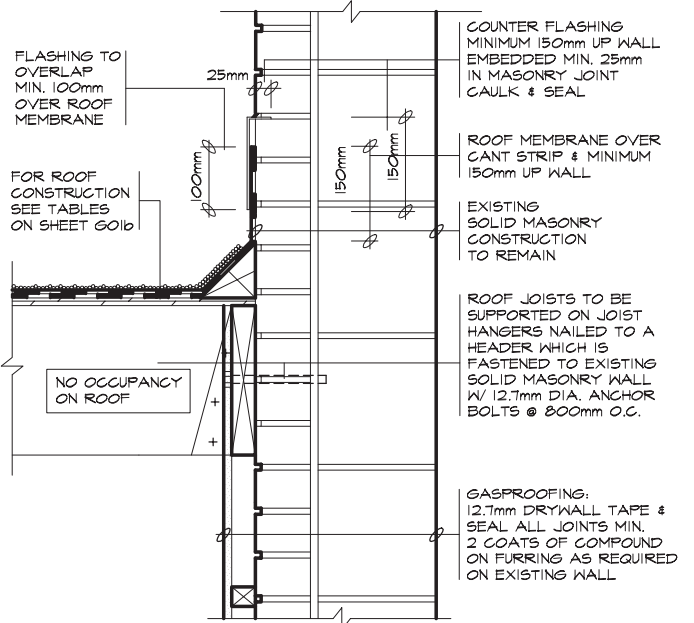 FLASHING TO
OVERLAP
MIN. 100mm
OVER ROOF
MEMBRANE
FOR ROOF
CONSTRUCTION
SEE TABLES
ON SHEET G016
NO OCCUPANCY
ON ROOF
25mm
100mm
150mm
150mm
COUNTER FLASHING
MINIMUM 150mm UP WALL
EMBEDDED MIN. 25mm
IN MASONRY JOINT
CAULK & SEAL
ROOF MEMBRANE OVER
CANT STRIP & MINIMUM
150mm UP WALL
EXISTING
SOLID MASONRY
CONSTRUCTION
TO REMAIN
ROOF JOISTS TO BE
SUPPORTED ON JOIST
HANGERS NAILED TO A
HEADER WHICH IS
FASTENED TO EXISTING
SOLID MASONRY WALL
W/ 12.7mm DIA. ANCHOR
BOLTS @ 800mm O.C.
GASPROOFING:
12.7mm DRYWALL TAPE &
SEAL ALL JOINTS MIN.
2 COATS OF COMPOUND
ON FURRING AS REQUIRED
ON EXISTING WALL